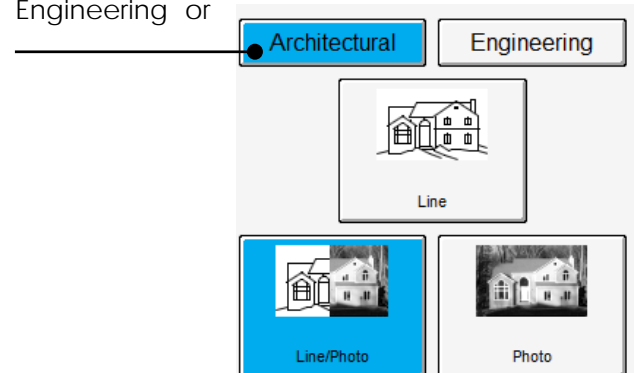 Engineering or
Architectural Engineering
Line
Line/Photo Photo